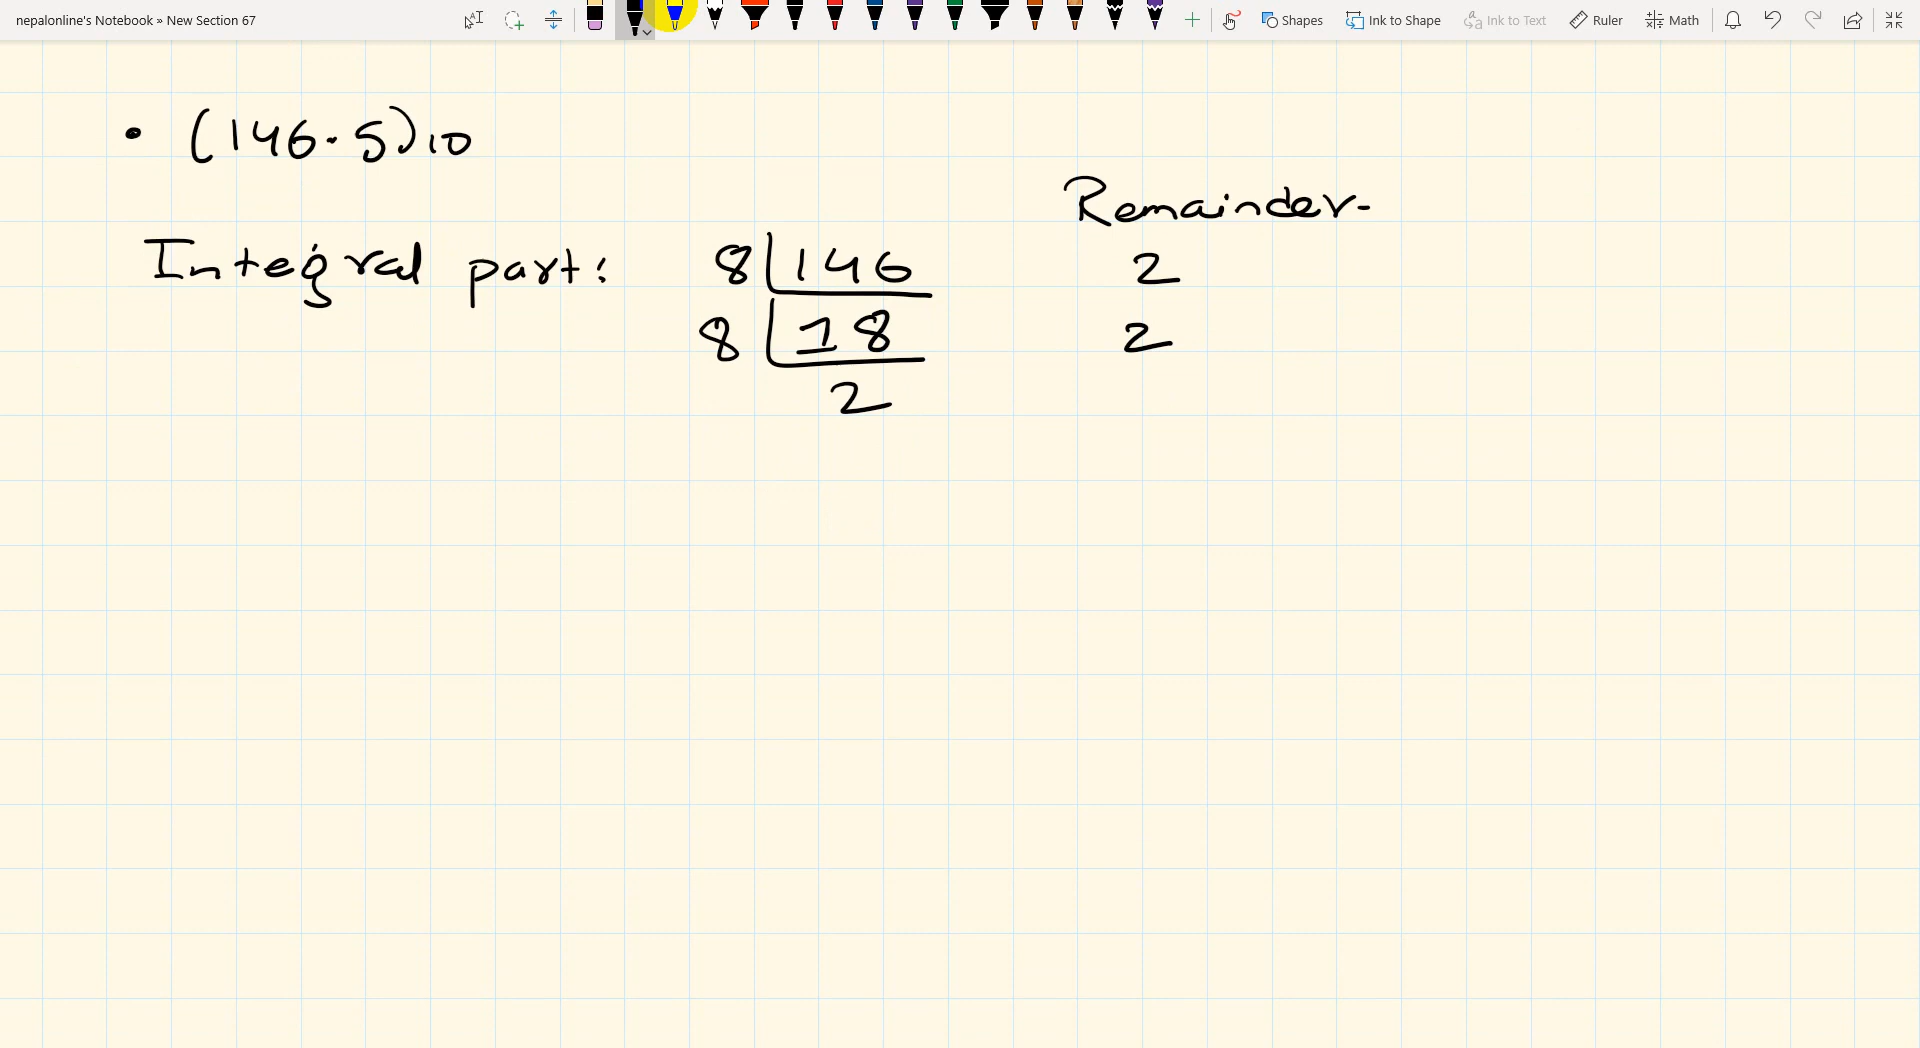 nepalonline's Notebook » New Section 67
Shapes Ink to Shape Ink to Text Ruler Math
• (146.5)10
Remainder-
Integral part: 8 146 2
8 18 2
2